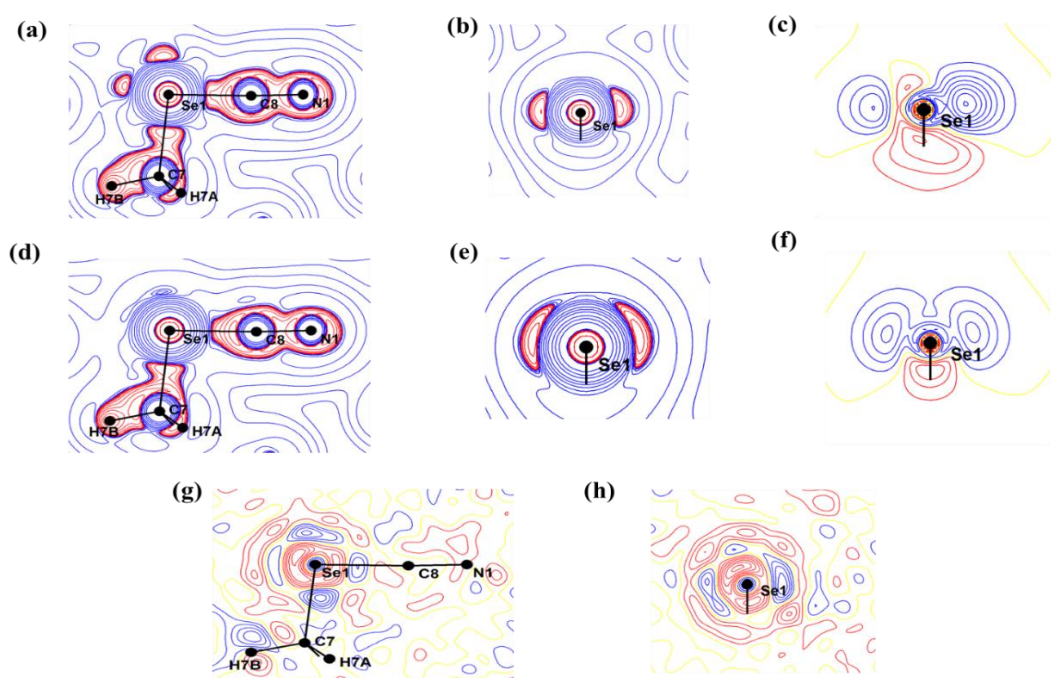 (a)
Se1
C8
N1
C7
H7B
H7A
(b)
Se1
(c)
Se1
(d)
Se1
C8
N1
C7
H7B
H7A
(e)
Se1
(f)
Se1
(g)
Se1
C8
N1
C7
H7B
H7A
(h)
Se1